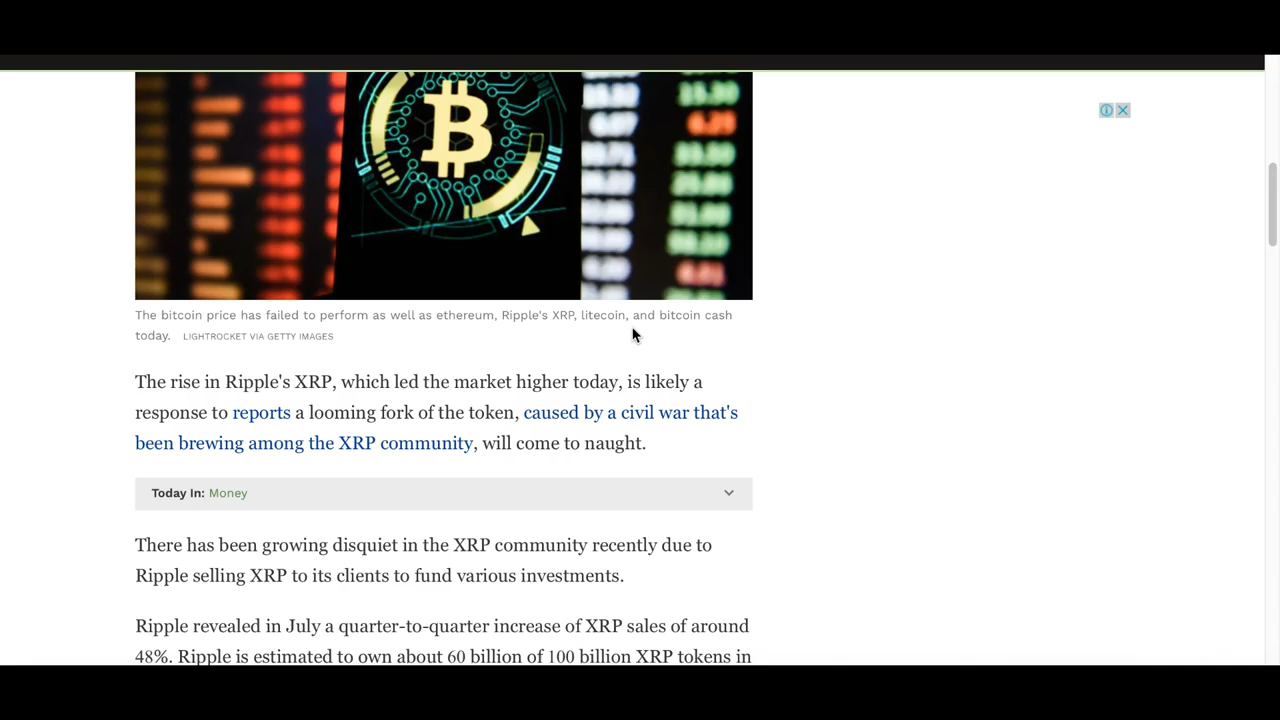 The bitcoin price has failed to perform as well as ethereum, Ripple's XRP, litecoin, and bitcoin cash
today. LIGHTROCKET VIA GETTY IMAGES
The rise in Ripple's XRP, which led the market higher today, is likely a
response to reports a looming fork of the token, caused by a civil war that's
been brewing among the XRP community, will come to naught.
Today In: Money
There has been growing disquiet in the XRP community recently due to
Ripple selling XRP to its clients to fund various investments.
Ripple revealed in July a quarter-to-quarter increase of XRP sales of around
48%. Ripple is estimated to own about 60 billion of 100 billion XRP tokens in